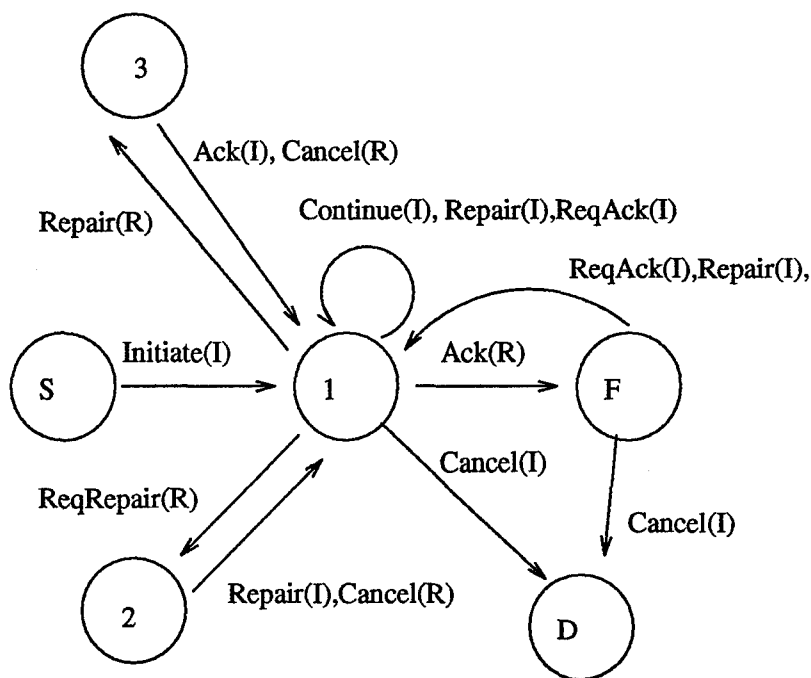 3
Ack(I), Cancel(R)
Repair(R)
Continue(I), Repair(I),ReqAck(I)
ReqAck(I),Repair(I),
Initiate(I)
Ack(R)
S
1
F
Cancel(I)
ReqRepair(R)
Cancel(I)
Repair(I),Cancel(R)
2
D